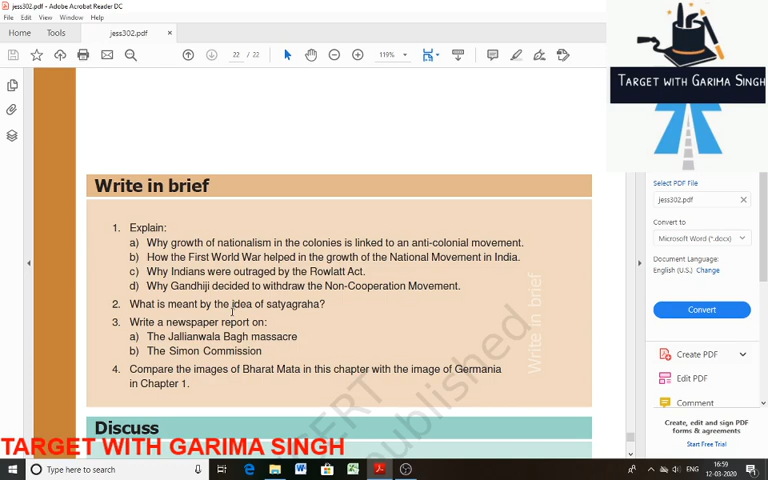 jess302.pdf - Adobe Acrobat Reader DC
File Edit View Window Help
Home Tools jess302.pdf ×
22 / 22 119%
TARGET WITH GARIMA SINGH
Write in brief
1. Explain:
a) Why growth of nationalism in the colonies is linked to an anti-colonial movement.
b) How the First World War helped in the growth of the National Movement in India.
c) Why Indians were outraged by the Rowlatt Act.
d) Why Gandhiji decided to withdraw the Non-Cooperation Movement.
2. What is meant by the idea of satyagraha?
3. Write a newspaper report on:
a) The Jallianwala Bagh massacre
b) The Simon Commission
4. Compare the images of Bharat Mata in this chapter with the image of Germania
in Chapter 1.
Write in brief
published
Discuss
Select PDF File
jess302.pdf
Convert to
Microsoft Word (*.docx)
Document Language:
English (U.S.) Change
Convert
Create PDF
Edit PDF
Comment
Create, edit and sign PDF
forms & agreements
Start Free Trial
TARGET WITH GARIMA SINGH
Type here to search
ENG
16:59
12-03-2020